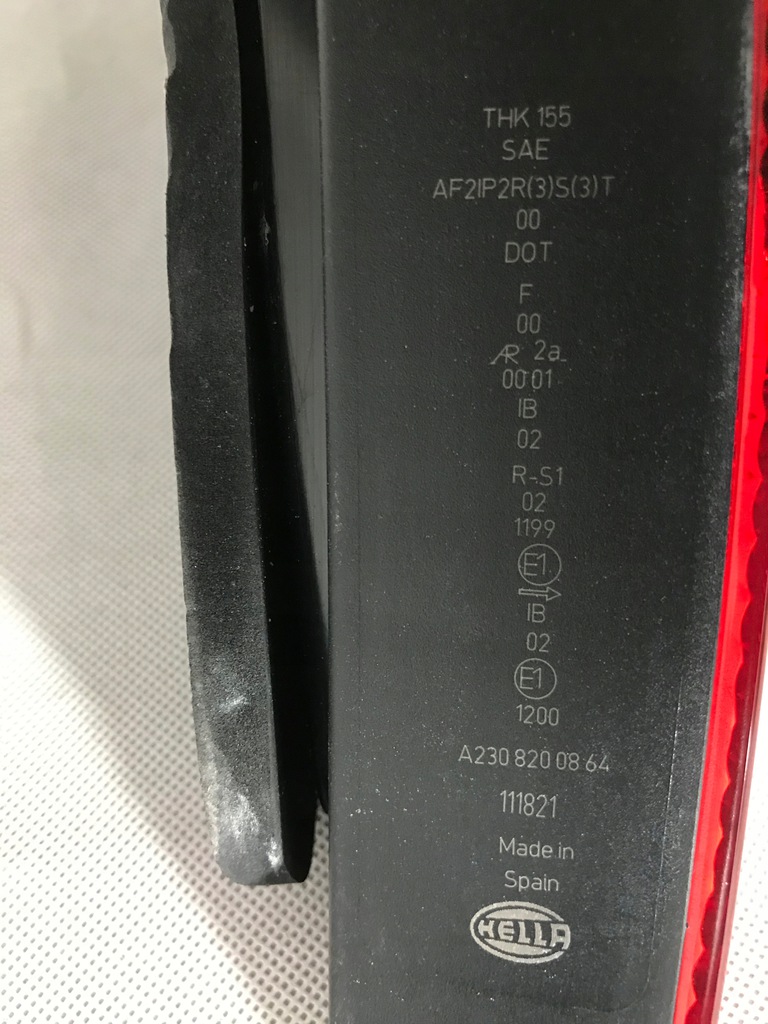 THK 155
SAE
AF2IP2R(3)S(3)T
00
DOT
F
00
AR 2a
00 01
IB
02
R-S1
02
1199
E1
→
IB
02
E1
1200
A230 820 08 64
111821
Made in
Spain
HELLA